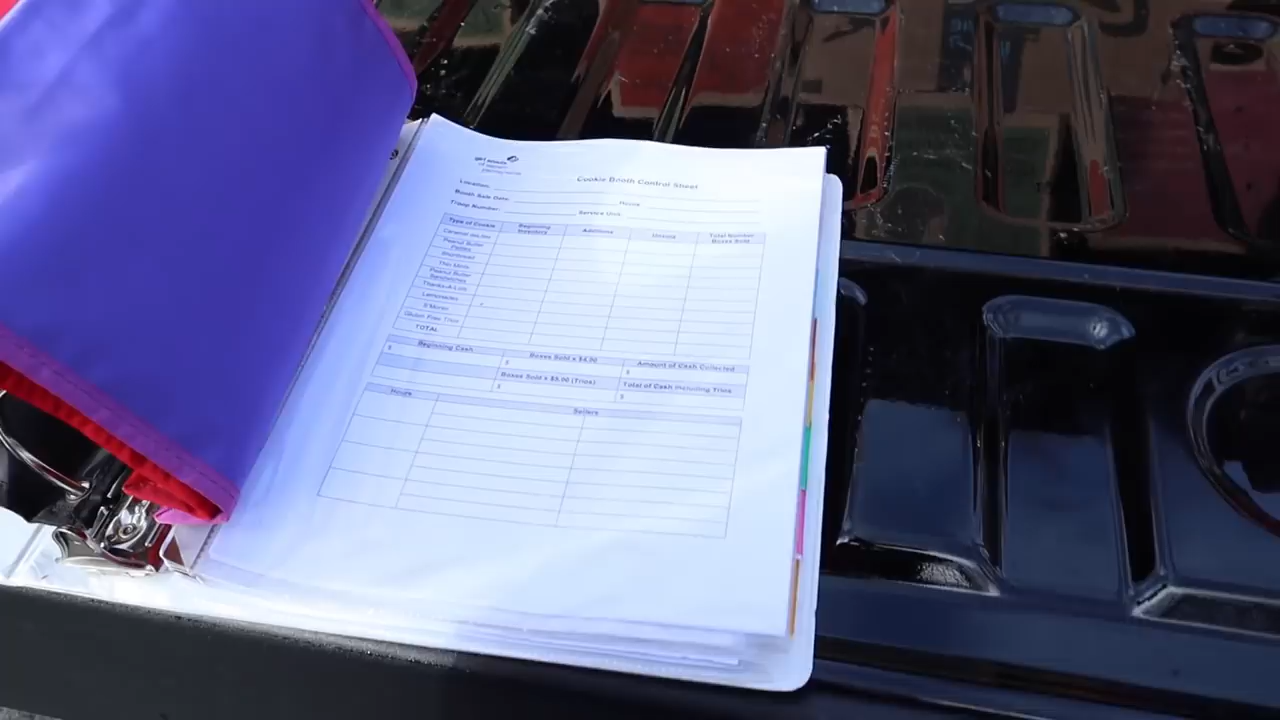 girl scouts
Cookie Booth Control Sheet
Location:
Booth Sale Date: Hours
Troop Number: Service Unit:
Type of Cookie Beginning Inventory Additions Total Number Boxes Sold
Caramel deLites
Peanut Butter Patties
Shortbread
Thin Mints
Peanut Butter Sandwiches
Thanks-A-Lots
Lemonades
S'Mores
Gluten Free Trios
TOTAL
Beginning Cash Boxes Sold x $4.00 Amount of Cash Collected
$ $ $
Boxes Sold x $5.00 (Trios) Total of Cash Including Trios
$ $
Hours Sellers